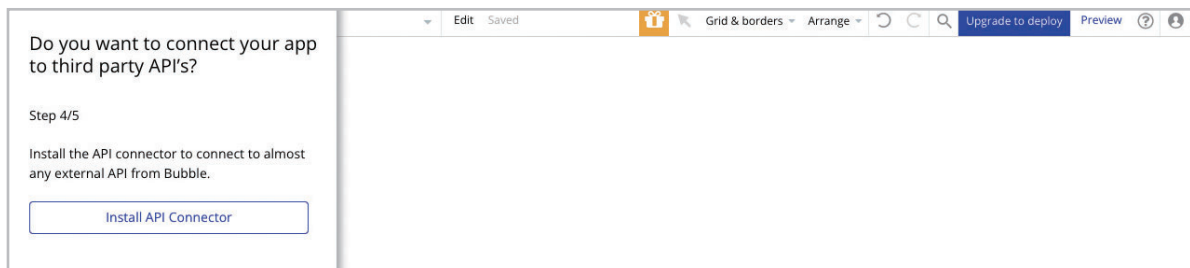 Edit Saved Grid & borders Arrange Upgrade to deploy Preview ?
Do you want to connect your app
to third party API's?
Step 4/5
Install the API connector to connect to almost
any external API from Bubble.
Install API Connector